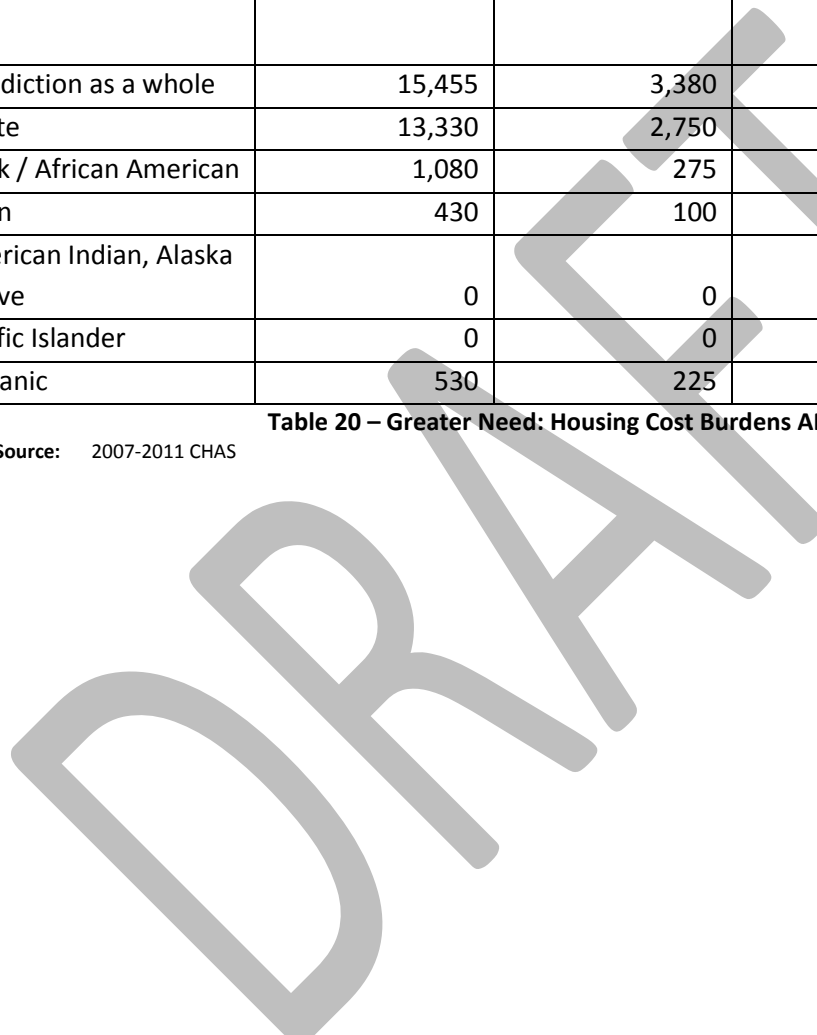 diction as a whole 15,455 3,380
te 13,330 2,750
k / African American 1,080 275
n 430 100
erican Indian, Alaska
ve 0 0
fic Islander 0 0
anic 530 225
Table 20 – Greater Need: Housing Cost Burdens A
Source: 2007-2011 CHAS
DRAFT